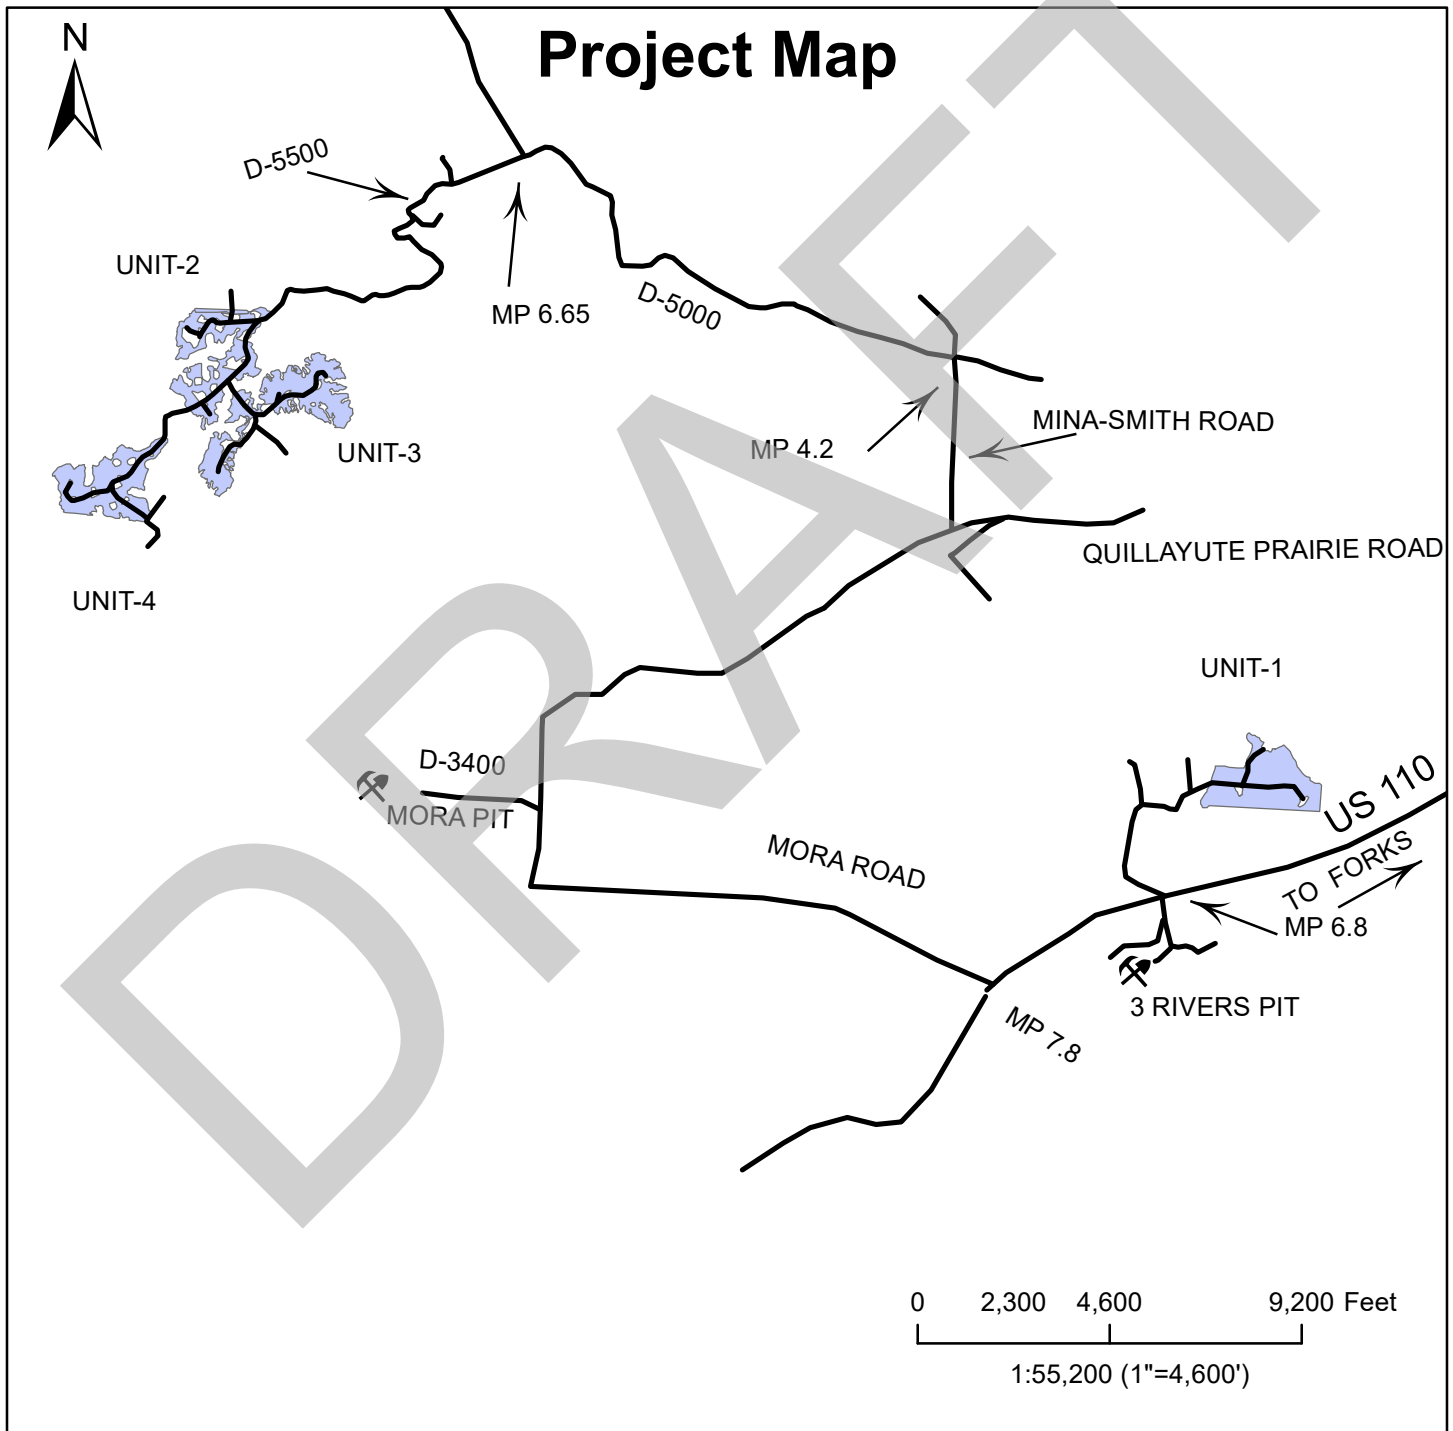 Project Map
N
D-5500
UNIT-2
MP 6.65
D-5000
MINA-SMITH ROAD
MP 4.2
UNIT-3
QUILLAYUTE PRAIRIE ROAD
UNIT-4
UNIT-1
D-3400
MORA PIT
US 110
MORA ROAD
TO FORKS
MP 6.8
3 RIVERS PIT
MP 7.8
DRAFT
0 2,300 4,600 9,200 Feet
1:55,200 (1"=4,600')